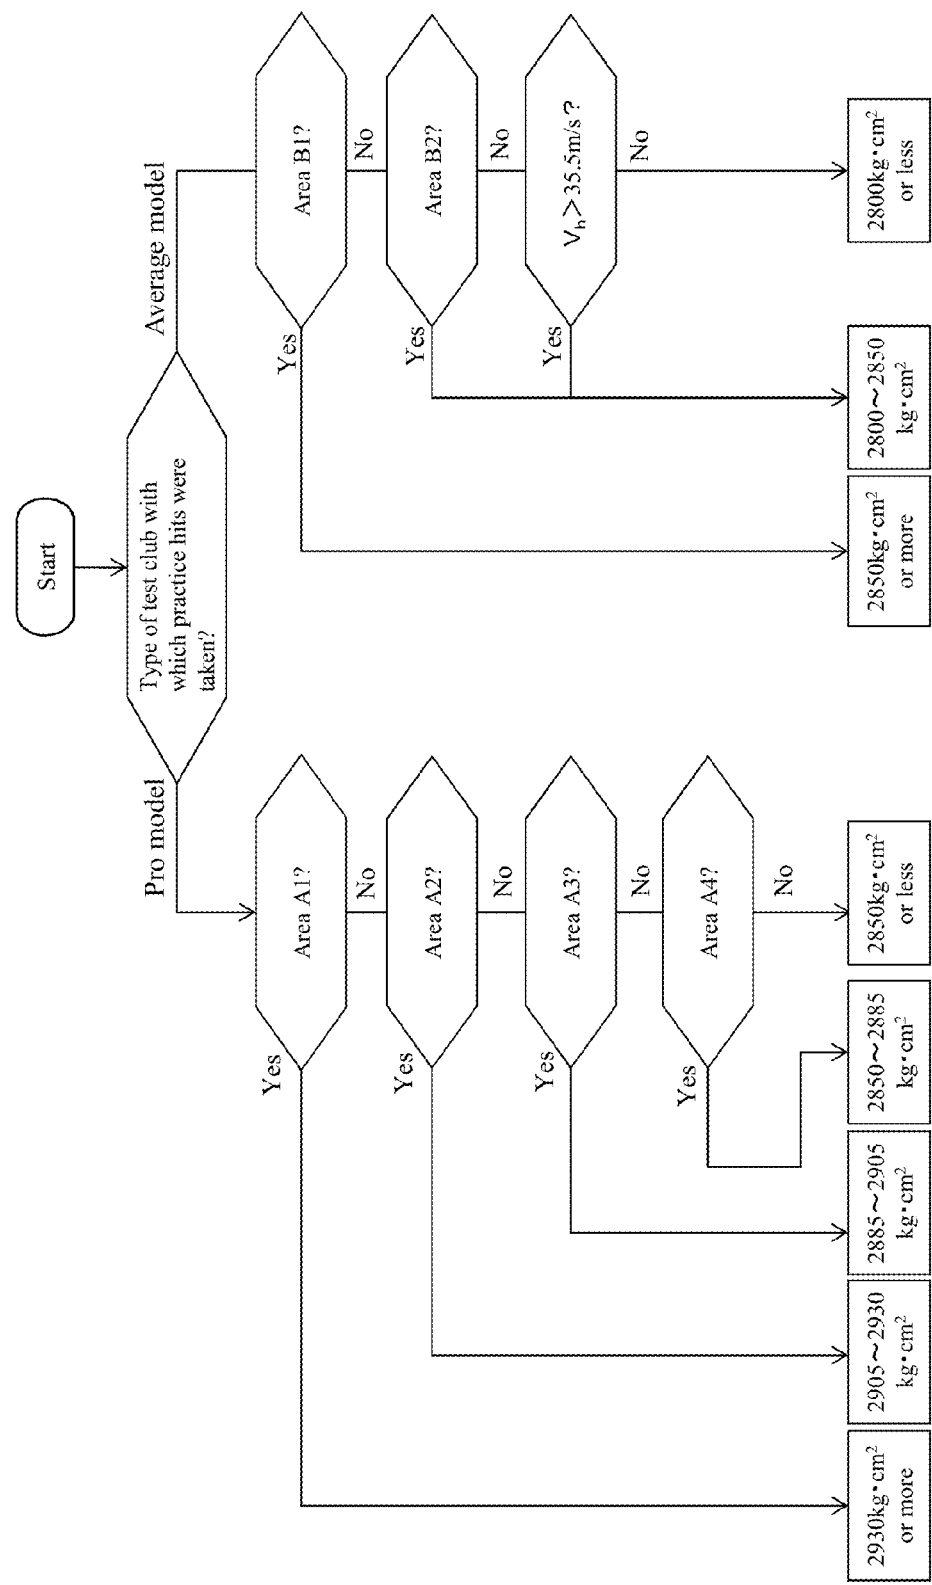 Start
Type of test club with
which practice hits were
taken?
Pro model
Average model
Area A1?
Yes
No
Area A2?
Yes
No
Area A3?
Yes
No
Area A4?
Yes
No
Area B1?
Yes
No
Area B2?
Yes
No
Vₕ＞35.5m/s？
Yes
No
2930kg·cm²
or more
2905～2930
kg·cm²
2885～2905
kg·cm²
2850～2885
kg·cm²
2850kg·cm²
or less
2850kg·cm²
or more
2800～2850
kg·cm²
2800kg·cm²
or less